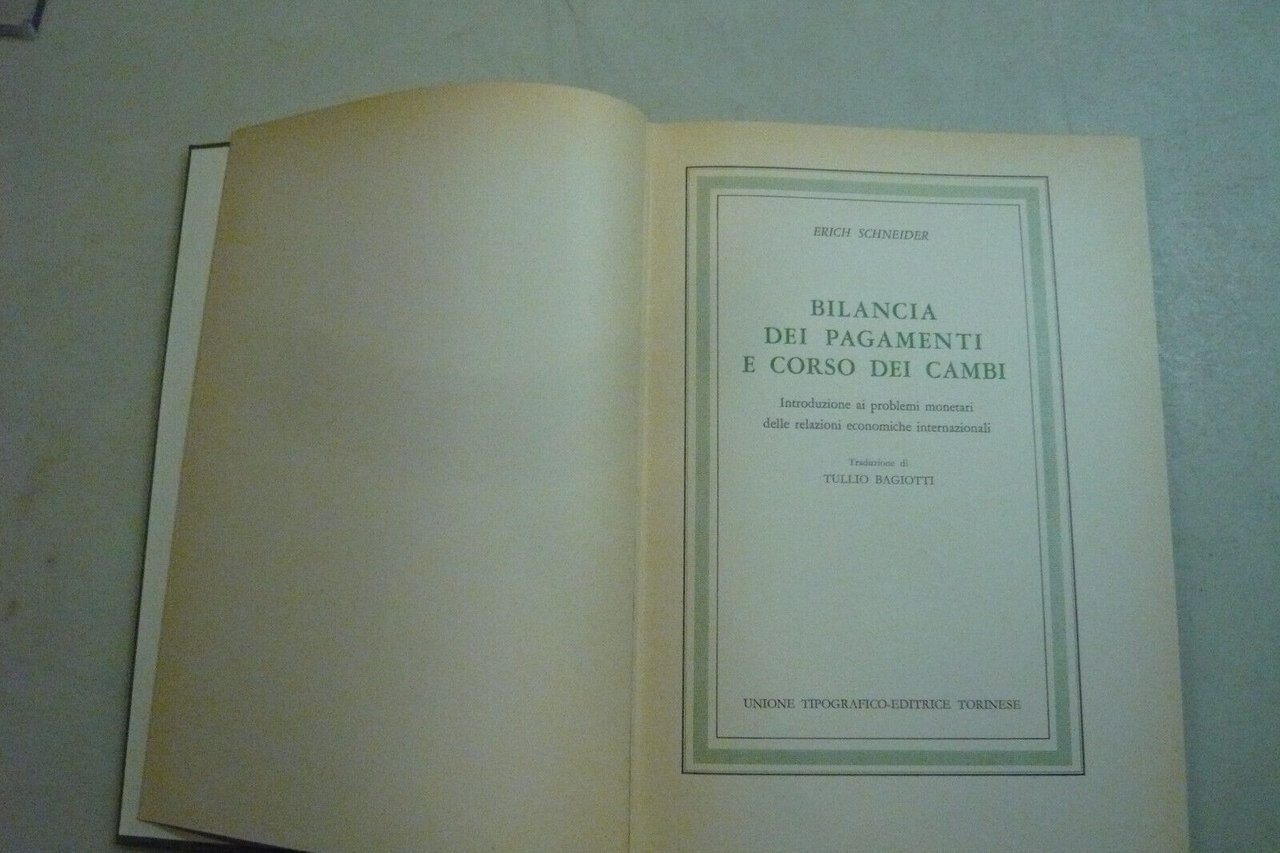 ERICH SCHNEIDER
BILANCIA
DEI PAGAMENTI
E CORSO DEI CAMBI
Introduzione ai problemi monetari
delle relazioni economiche internazionali
Traduzione di
TULLIO BAGIOTTI
UNIONE TIPOGRAFICO-EDITRICE TORINESE